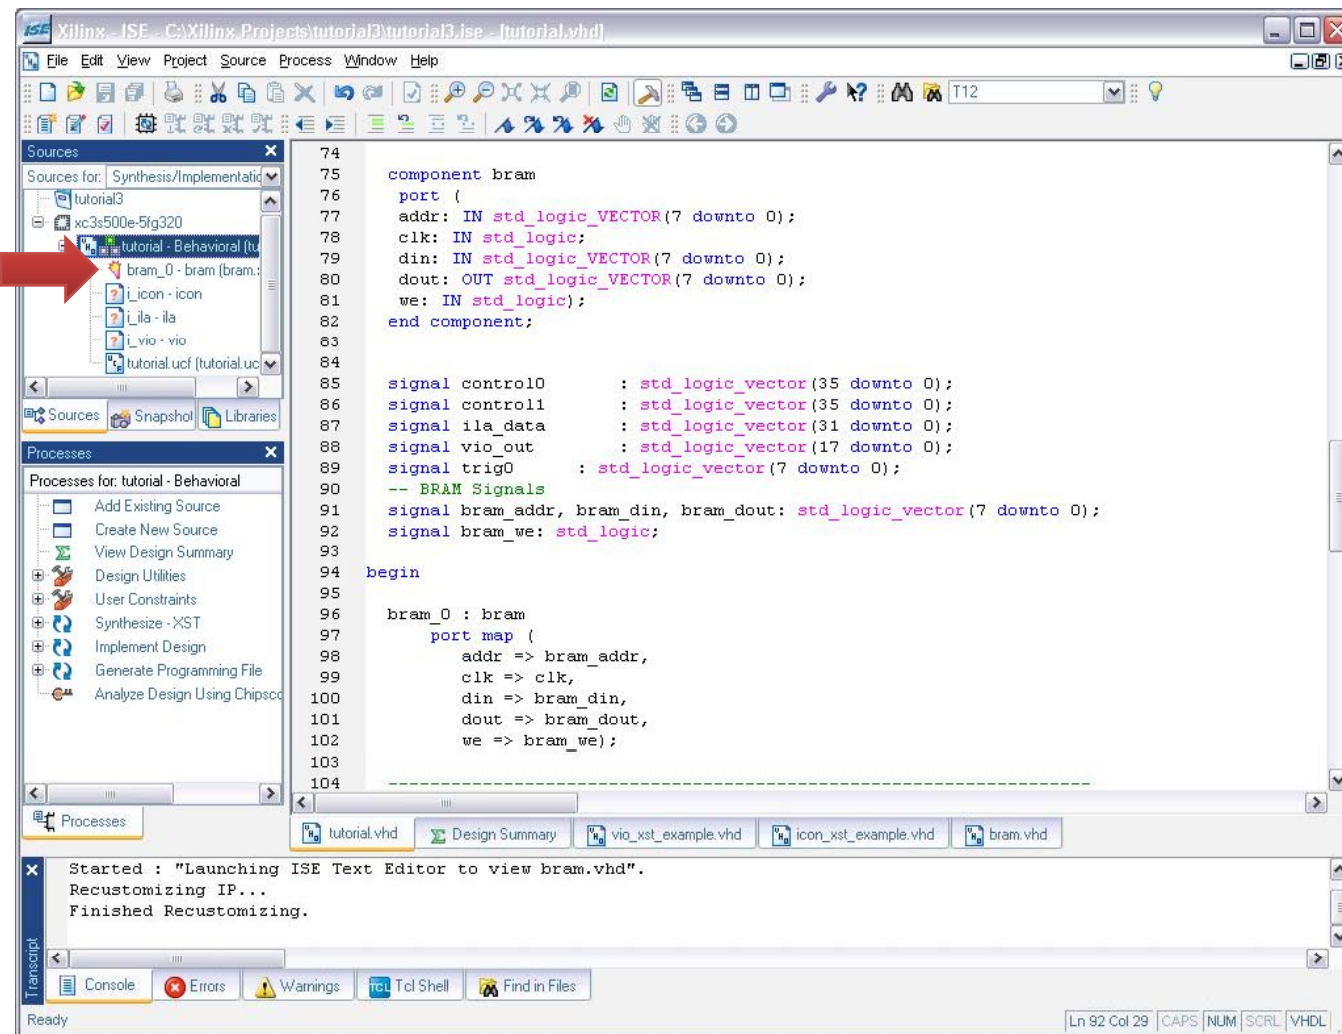 ISE Xilinx - ISE - C:\Xilinx_Projects\tutorial3\tutorial3.ise - [tutorial.vhd]
File Edit View Project Source Process Window Help
T12
Sources
Sources for: Synthesis/Implementatic
tutorial3
xc3s500e-5fg320
tutorial - Behavioral (tu
bram_0 - bram (bram.
i_icon - icon
i_ila - ila
i_vio - vio
tutorial.ucf (tutorial.uc
Sources Snapshol Libraries
Processes
Processes for: tutorial - Behavioral
Add Existing Source
Create New Source
View Design Summary
Design Utilities
User Constraints
Synthesize - XST
Implement Design
Generate Programming File
Analyze Design Using Chipsco
Processes
74
75 component bram
76 port (
77 addr: IN std_logic_VECTOR(7 downto 0);
78 clk: IN std_logic;
79 din: IN std_logic_VECTOR(7 downto 0);
80 dout: OUT std_logic_VECTOR(7 downto 0);
81 we: IN std_logic);
82 end component;
83
84
85 signal control0 : std_logic_vector(35 downto 0);
86 signal control1 : std_logic_vector(35 downto 0);
87 signal ila_data : std_logic_vector(31 downto 0);
88 signal vio_out : std_logic_vector(17 downto 0);
89 signal trig0 : std_logic_vector(7 downto 0);
90 -- BRAM Signals
91 signal bram_addr, bram_din, bram_dout: std_logic_vector(7 downto 0);
92 signal bram_we: std_logic;
93
94 begin
95
96 bram_0 : bram
97 port map (
98 addr => bram_addr,
99 clk => clk,
100 din => bram_din,
101 dout => bram_dout,
102 we => bram_we);
103
104 ------------------------------------------------------------------------------
tutorial.vhd Design Summary vio_xst_example.vhd icon_xst_example.vhd bram.vhd
Started : "Launching ISE Text Editor to view bram.vhd".
Recustomizing IP...
Finished Recustomizing.
Transcript
Console Errors Warnings TCL Tcl Shell Find in Files
Ready Ln 92 Col 29 CAPS NUM SCRL VHDL